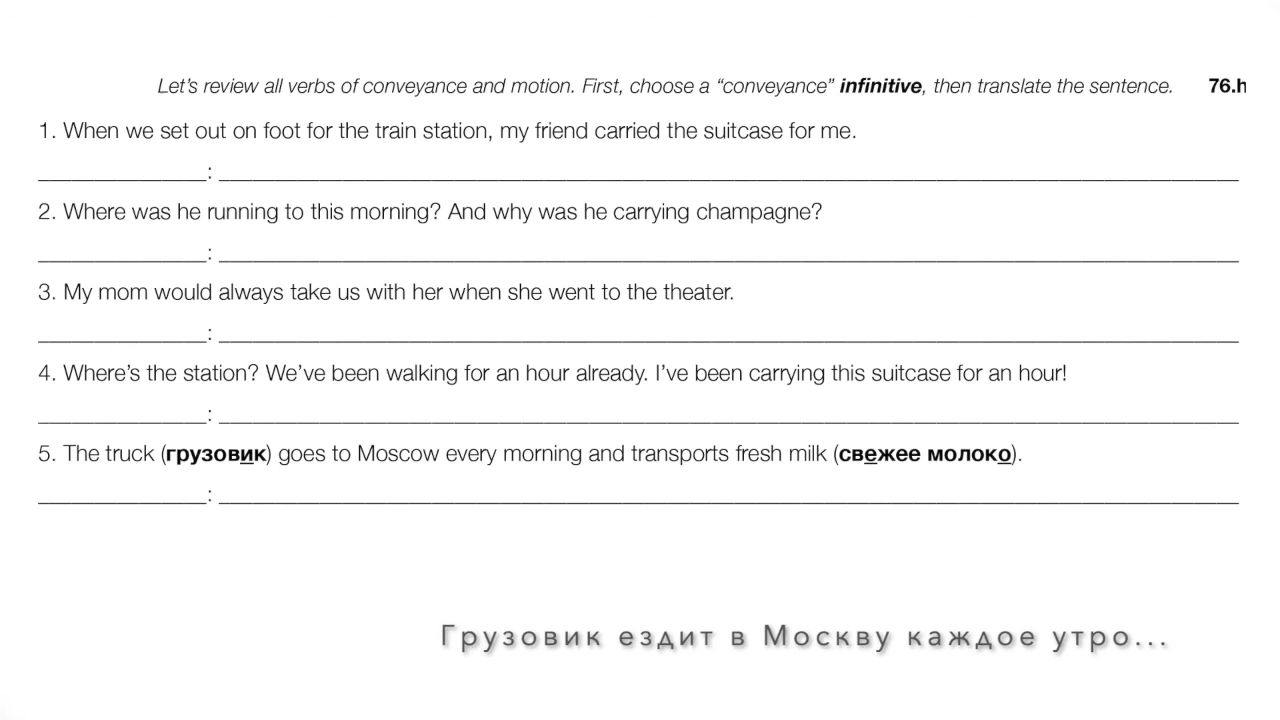 Let's review all verbs of conveyance and motion. First, choose a “conveyance” infinitive, then translate the sentence. 76.h
1. When we set out on foot for the train station, my friend carried the suitcase for me.
______________: ______________________________________________________________
2. Where was he running to this morning? And why was he carrying champagne?
______________: ______________________________________________________________
3. My mom would always take us with her when she went to the theater.
______________: ______________________________________________________________
4. Where’s the station? We’ve been walking for an hour already. I’ve been carrying this suitcase for an hour!
______________: ______________________________________________________________
5. The truck (грузовик) goes to Moscow every morning and transports fresh milk (свежее молоко).
______________: ______________________________________________________________
Грузовик ездит в Москву каждое утро...